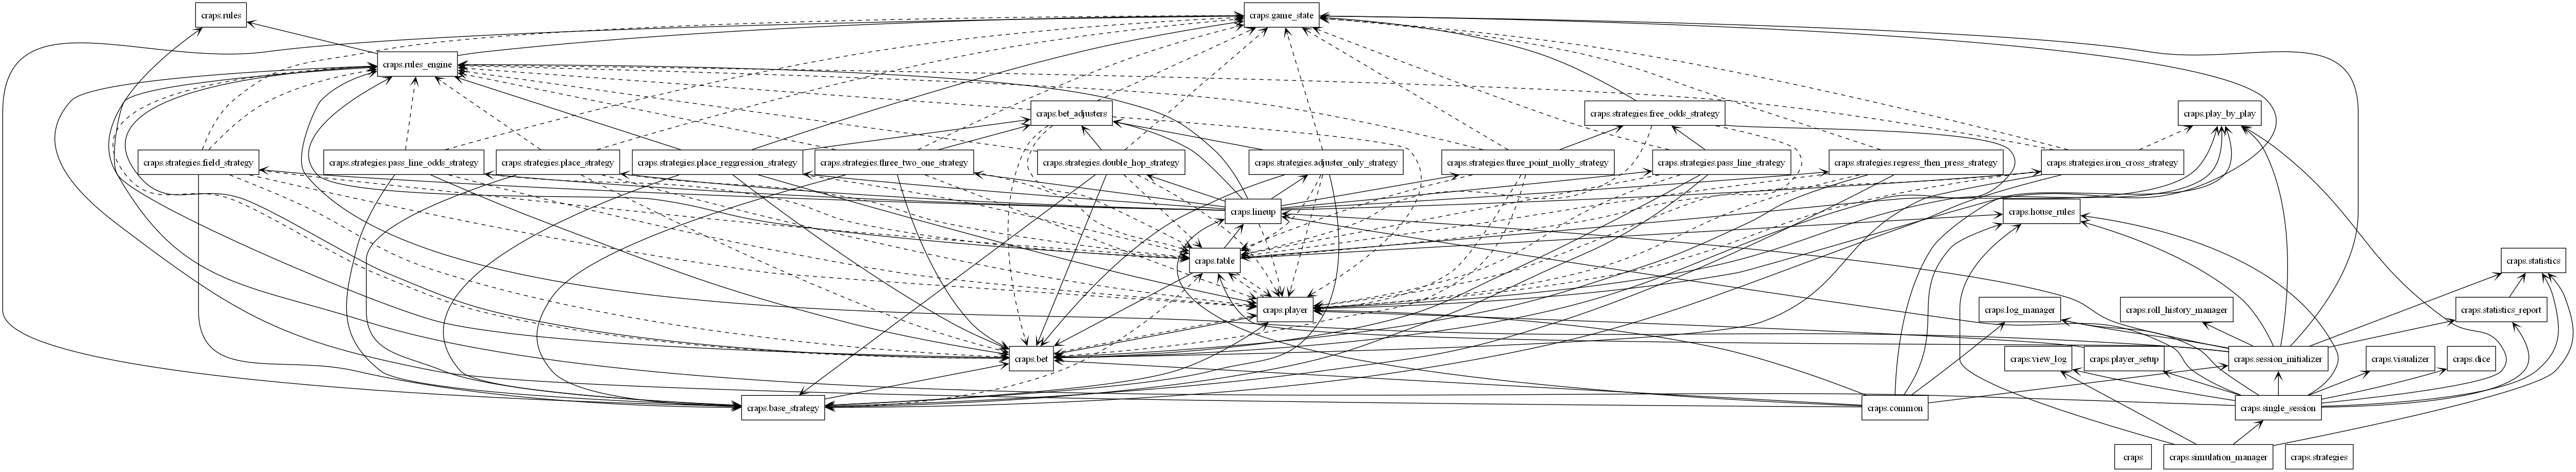 craps.rules
craps.game_state
craps.rules_engine
craps.bet_adjusters
craps.strategies.free_odds_strategy
craps.play_by_play
craps.strategies.field_strategy
craps.strategies.pass_line_odds_strategy
craps.strategies.place_strategy
craps.strategies.place_reggression_strategy
craps.strategies.three_two_one_strategy
craps.strategies.double_hop_strategy
craps.strategies.adjuster_only_strategy
craps.strategies.three_point_molly_strategy
craps.strategies.pass_line_strategy
craps.strategies.regress_then_press_strategy
craps.strategies.iron_cross_strategy
craps.lineup
craps.house_rules
craps.table
craps.statistics
craps.player
craps.log_manager
craps.roll_history_manager
craps.statistics_report
craps.bet
craps.view_log
craps.player_setup
craps.session_initializer
craps.visualizer
craps.dice
craps.base_strategy
craps.common
craps.single_session
craps
craps.simulation_manager
craps.strategies